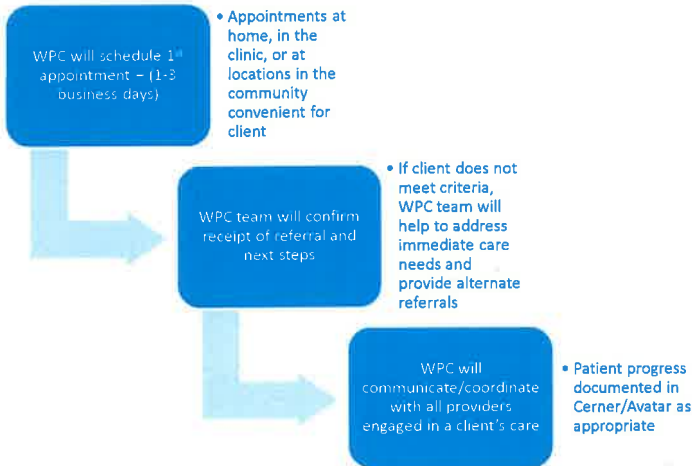 WPC will schedule 1st
appointment – (1-3
business days)
• Appointments at
home, in the
clinic, or at
locations in the
community
convenient for
client
WPC team will confirm
receipt of referral and
next steps
• If client does not
meet criteria,
WPC team will
help to address
immediate care
needs and
provide alternate
referrals
WPC will
communicate/coordinate
with all providers
engaged in a client's care
• Patient progress
documented in
Cerner/Avatar as
appropriate